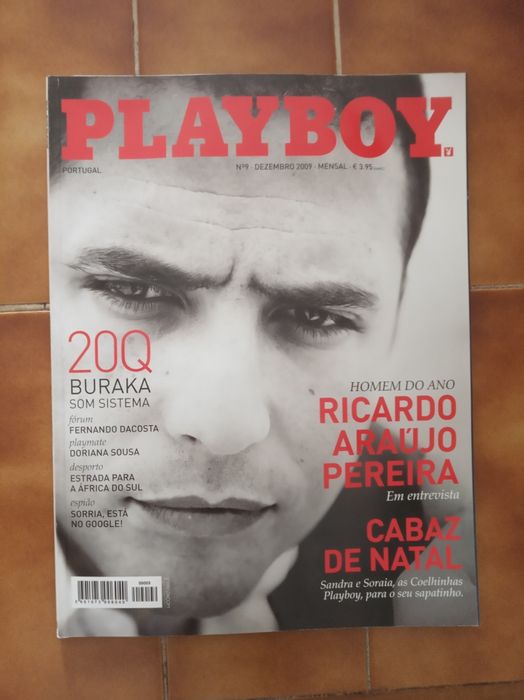 PLAYBOY
PORTUGAL
Nº9 · DEZEMBRO 2009 · MENSAL · € 3.95
20Q
BURAKA
SOM SISTEMA
fórum
FERNANDO DACOSTA
playmate
DORIANA SOUSA
desporto
ESTRADA PARA
A ÁFRICA DO SUL
espião
SORRIA, ESTÁ
NO GOOGLE!
HOMEM DO ANO
RICARDO
ARAÚJO
PEREIRA
Em entrevista
CABAZ
DE NATAL
Sandra e Soraia, as Coelhinhas
Playboy, para o seu sapatinho.
00009